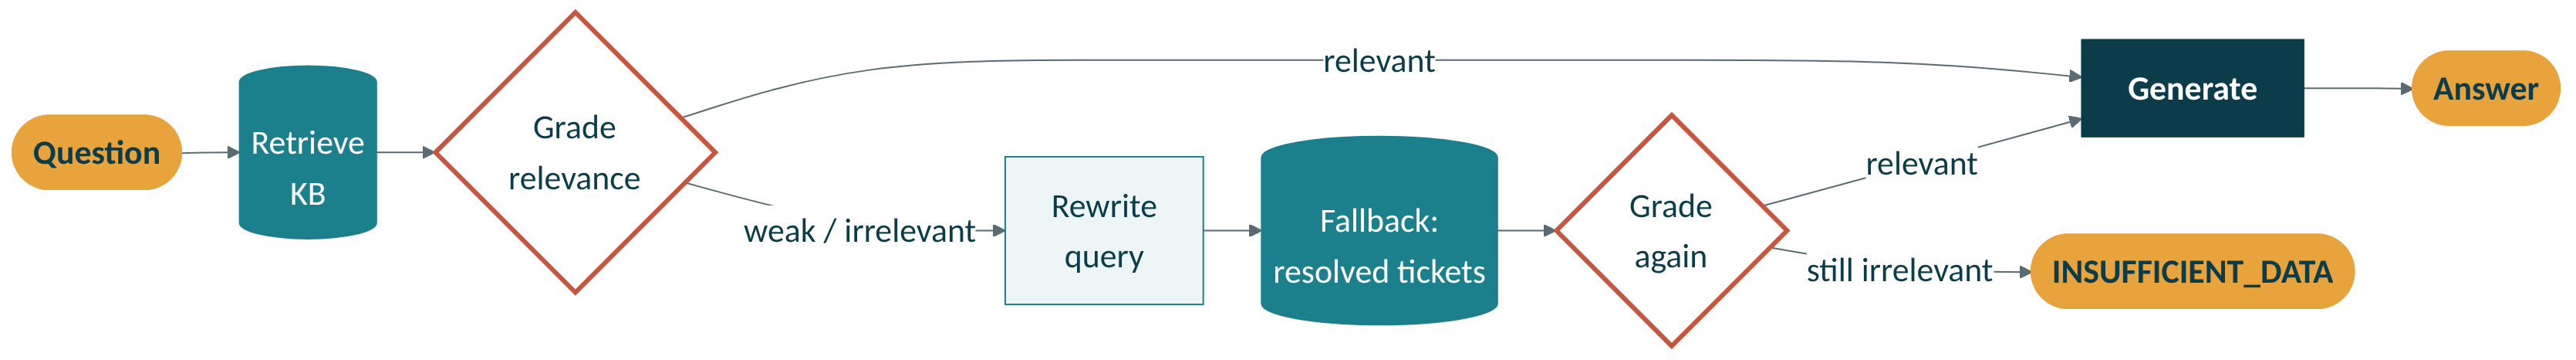 Question
Retrieve
KB
Grade
relevance
relevant
weak / irrelevant
Rewrite
query
Fallback:
resolved tickets
Grade
again
relevant
still irrelevant
Generate
Answer
INSUFFICIENT_DATA